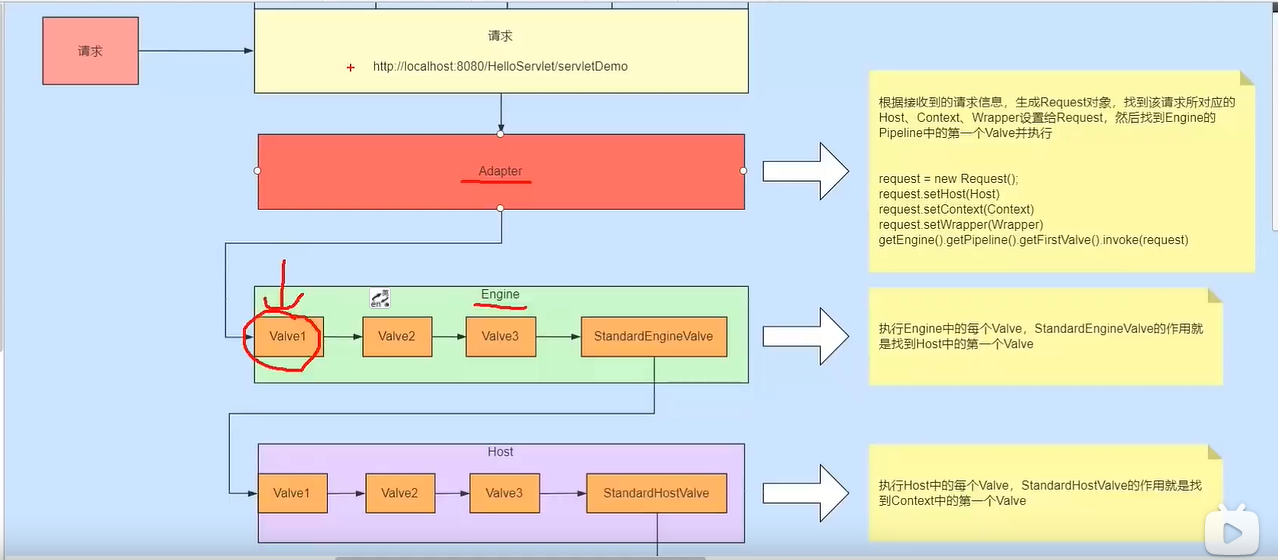 请求
请求
http://localhost:8080/HelloServlet/servletDemo
Adapter
根据接收到的请求信息，生成Request对象，找到该请求所对应的
Host、Context、Wrapper设置给Request，然后找到Engine的
Pipeline中的第一个Valve并执行
request = new Request();
request.setHost(Host)
request.setContext(Context)
request.setWrapper(Wrapper)
getEngine().getPipeline().getFirstValve().invoke(request)
Engine
Valve1
Valve2
Valve3
StandardEngineValve
执行Engine中的每个Valve，StandardEngineValve的作用就
是找到Host中的第一个Valve
Host
Valve1
Valve2
Valve3
StandardHostValve
执行Host中的每个Valve，StandardHostValve的作用就是找
到Context中的第一个Valve